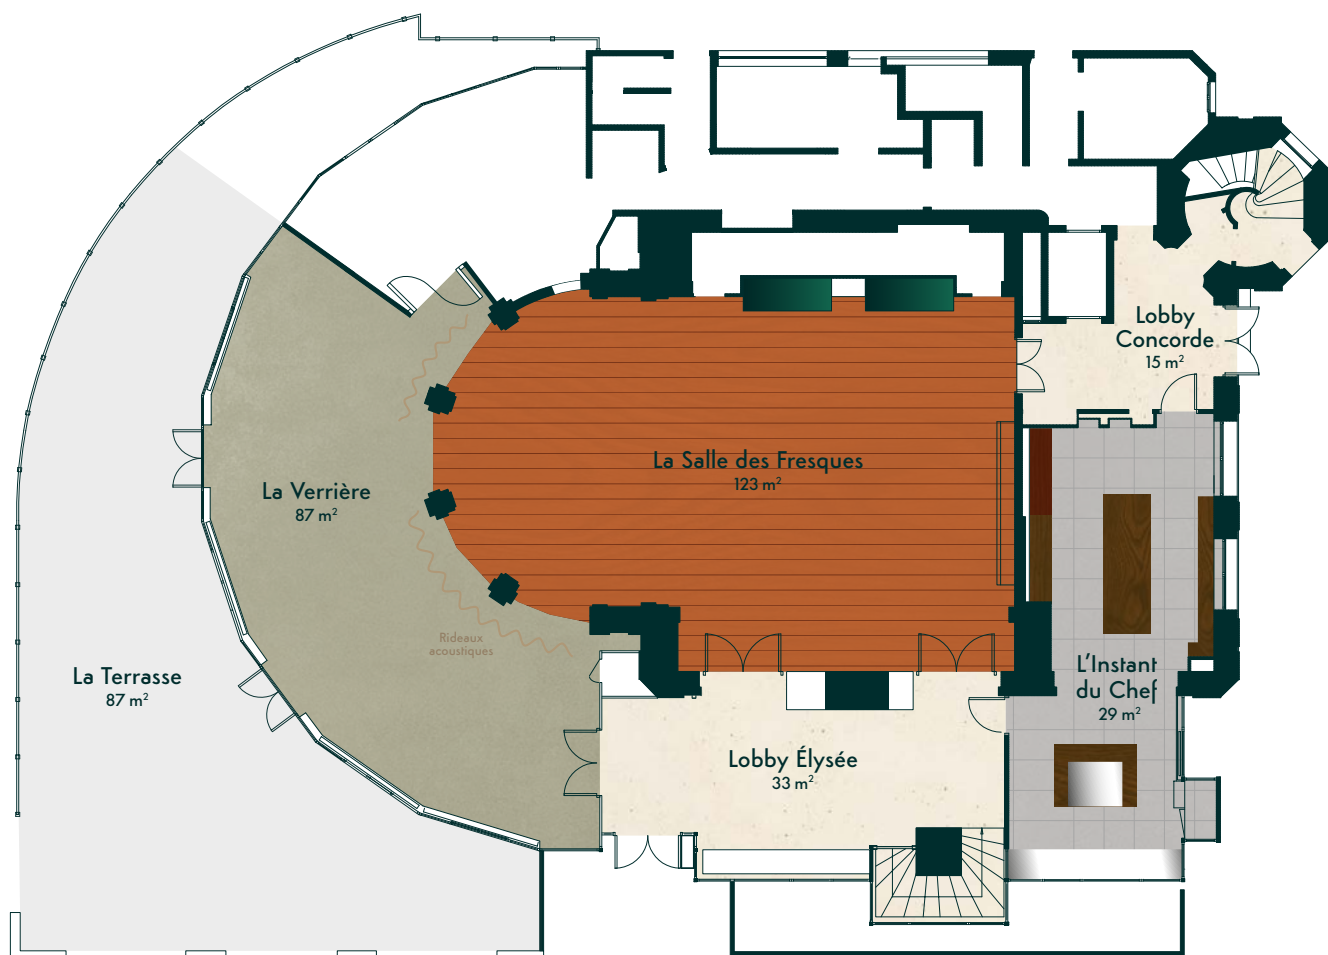 Lobby
Concorde
15 m²
La Salle des Fresques
123 m²
La Verrière
87 m²
Rideaux
acoustiques
La Terrasse
87 m²
L'Instant
du Chef
29 m²
Lobby Élysée
33 m²